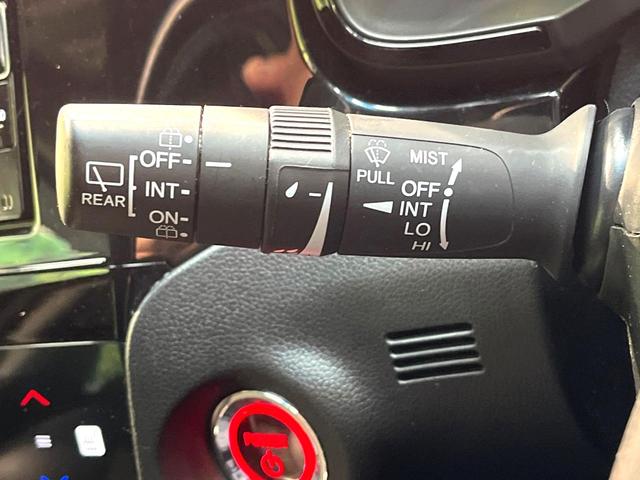 OFF
INT
REAR
ON
PULL
MIST
OFF
INT
LO
HI